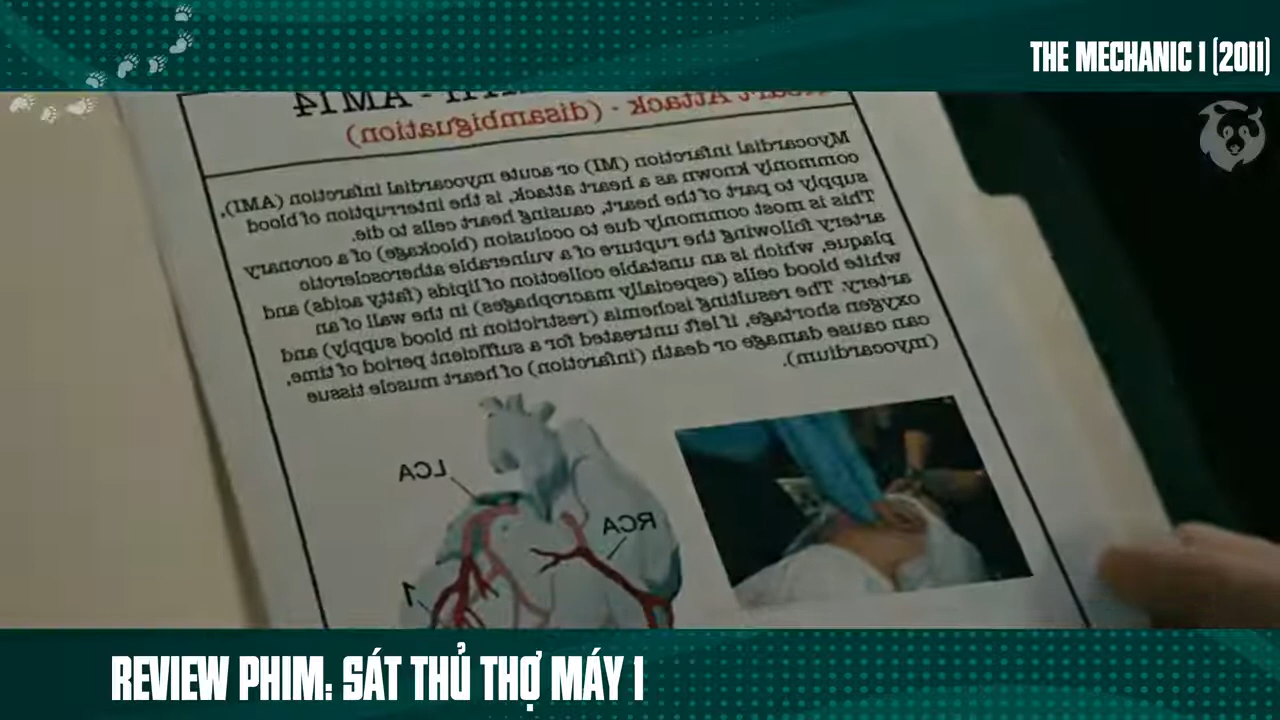 THE MECHANIC 1 (2011)
AM14
Heart Attack - (disambiguation)
Myocardial infarction (MI) or acute myocardial infarction (AMI),
commonly known as a heart attack, is the interruption of blood
supply to part of the heart, causing heart cells to die.
This is most commonly due to occlusion (blockage) of a coronary
artery following the rupture of a vulnerable atherosclerotic
plaque, which is an unstable collection of lipids (fatty acids) and
white blood cells (especially macrophages) in the wall of an
artery. The resulting ischemia (restriction in blood supply) and
oxygen shortage, if left untreated for a sufficient period of time,
can cause damage or death (infarction) of heart muscle tissue
(myocardium).
LCA
RCA
1
REVIEW PHIM: SÁT THỦ THỢ MÁY 1